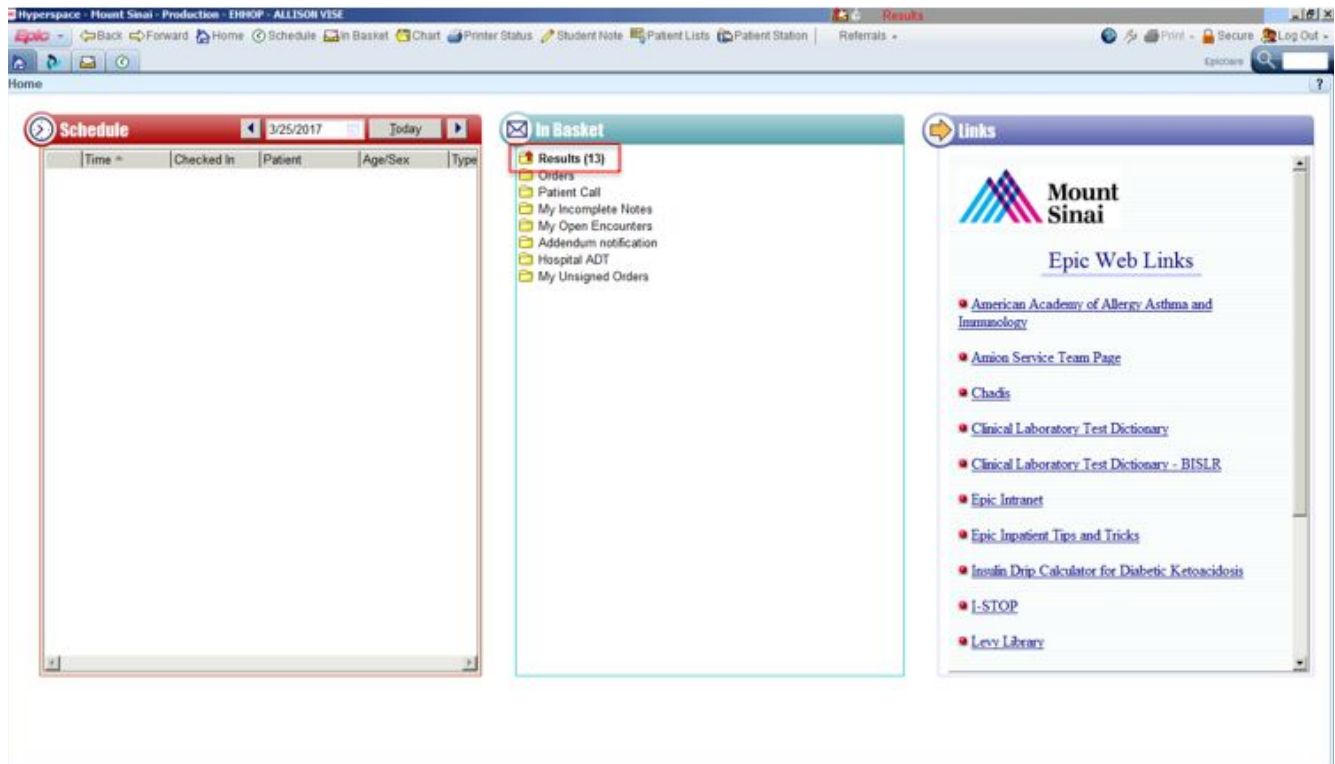 Hyperspace - Mount Sinai - Production - EHHOP - ALLISON VISE
Results
Epic Back Forward Home Schedule In Basket Chart Printer Status Student Note Patient Lists Patient Station Referrals Print Secure Log Out
EpicCare
Home ?
Schedule 3/25/2017 Today
Time Checked In Patient Age/Sex Type
In Basket
Results (13)
Orders
Patient Call
My Incomplete Notes
My Open Encounters
Addendum notification
Hospital ADT
My Unsigned Orders
Links
Mount
Sinai
Epic Web Links
American Academy of Allergy Asthma and
Immunology
Amion Service Team Page
Chadis
Clinical Laboratory Test Dictionary
Clinical Laboratory Test Dictionary - BISLR
Epic Intranet
Epic Inpatient Tips and Tricks
Insulin Drip Calculator for Diabetic Ketoacidosis
I-STOP
Levy Library